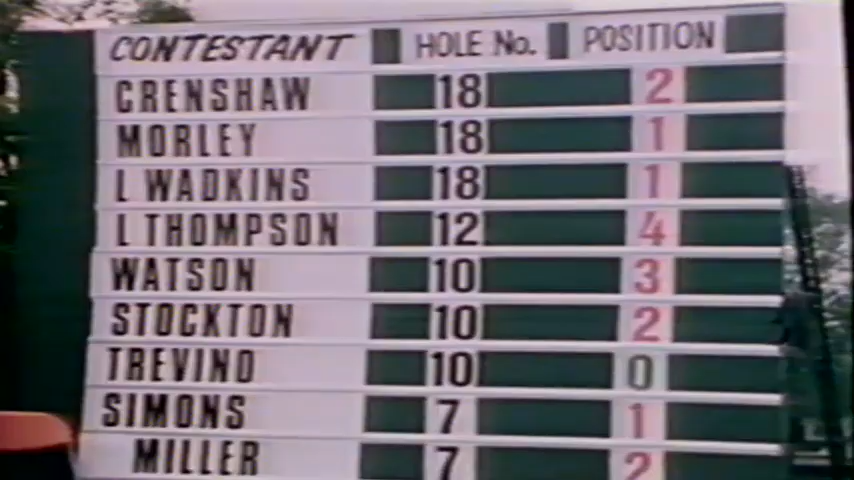 CONTESTANT HOLE No. POSITION
CRENSHAW 18 2
MORLEY 18 1
L WADKINS 18 1
L THOMPSON 12 4
WATSON 10 3
STOCKTON 10 2
TREVINO 10 0
SIMONS 7 1
MILLER 7 2